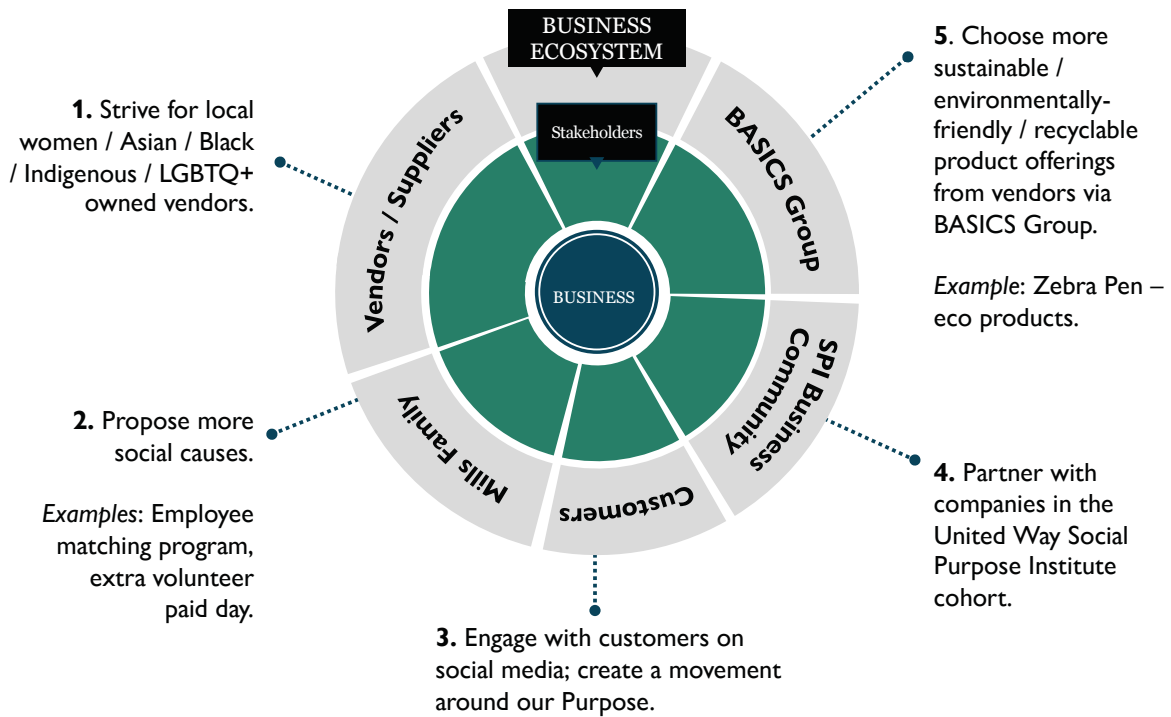 BUSINESS
ECOSYSTEM
Stakeholders
BUSINESS
Vendors / Suppliers
BASICS Group
SPI Business
Community
Customers
Mills Family
1. Strive for local
women / Asian / Black
/ Indigenous / LGBTQ+
owned vendors.
2. Propose more
social causes.
Examples: Employee
matching program,
extra volunteer
paid day.
3. Engage with customers on
social media; create a movement
around our Purpose.
4. Partner with
companies in the
United Way Social
Purpose Institute
cohort.
5. Choose more
sustainable /
environmentally-
friendly / recyclable
product offerings
from vendors via
BASICS Group.
Example: Zebra Pen –
eco products.